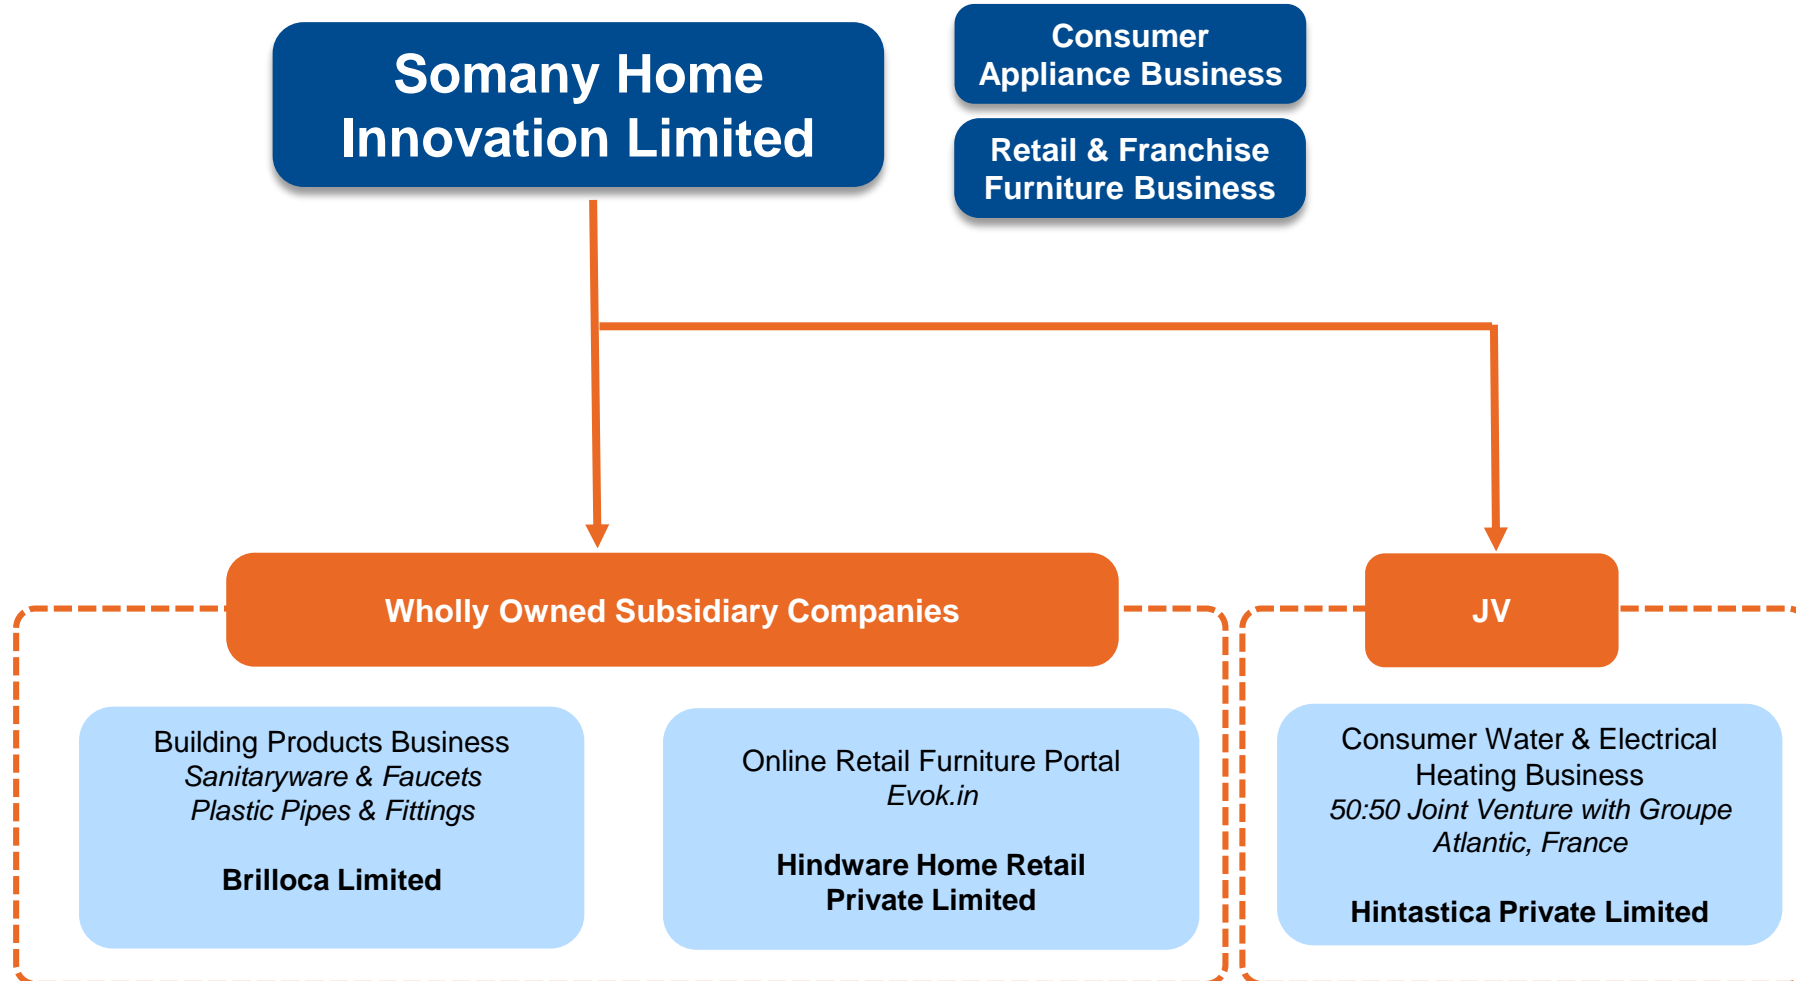 Somany Home
Innovation Limited
Consumer
Appliance Business
Retail & Franchise
Furniture Business
Wholly Owned Subsidiary Companies
JV
Building Products Business
Sanitaryware & Faucets
Plastic Pipes & Fittings
Brilloca Limited
Online Retail Furniture Portal
Evok.in
Hindware Home Retail
Private Limited
Consumer Water & Electrical
Heating Business
50:50 Joint Venture with Groupe
Atlantic, France
Hintastica Private Limited